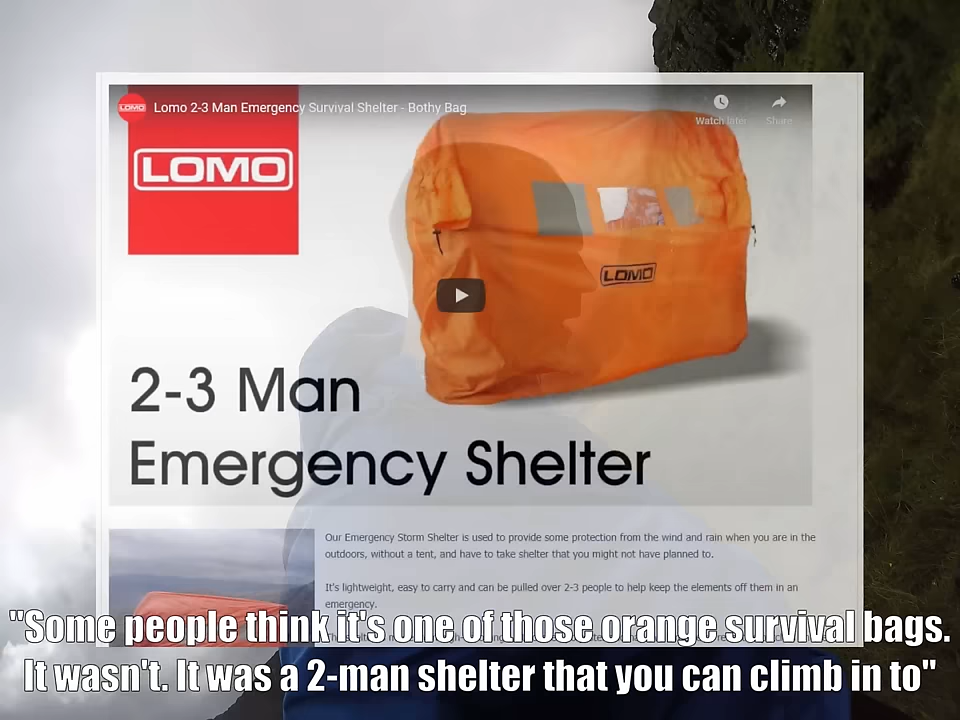 LOMO
Lomo 2-3 Man Emergency Survival Shelter - Bothy Bag
Watch later
Share
LOMO
LOMO
2-3 Man
Emergency Shelter
Our Emergency Storm Shelter is used to provide some protection from the wind and rain when you are in the
outdoors, without a tent, and have to take shelter that you might not have planned to.
It's lightweight, easy to carry and can be pulled over 2-3 people to help keep the elements off them in an
emergency.
"Some people think it's one of those orange survival bags.
It wasn't. It was a 2-man shelter that you can climb in to"